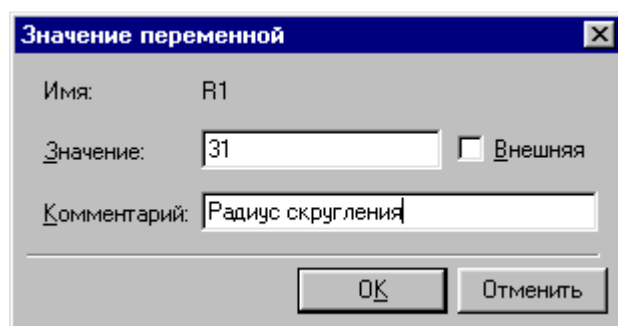 Значение переменной
Имя: R1
Значение: 31 Внешняя
Комментарий: Радиус скругления
OK Отменить